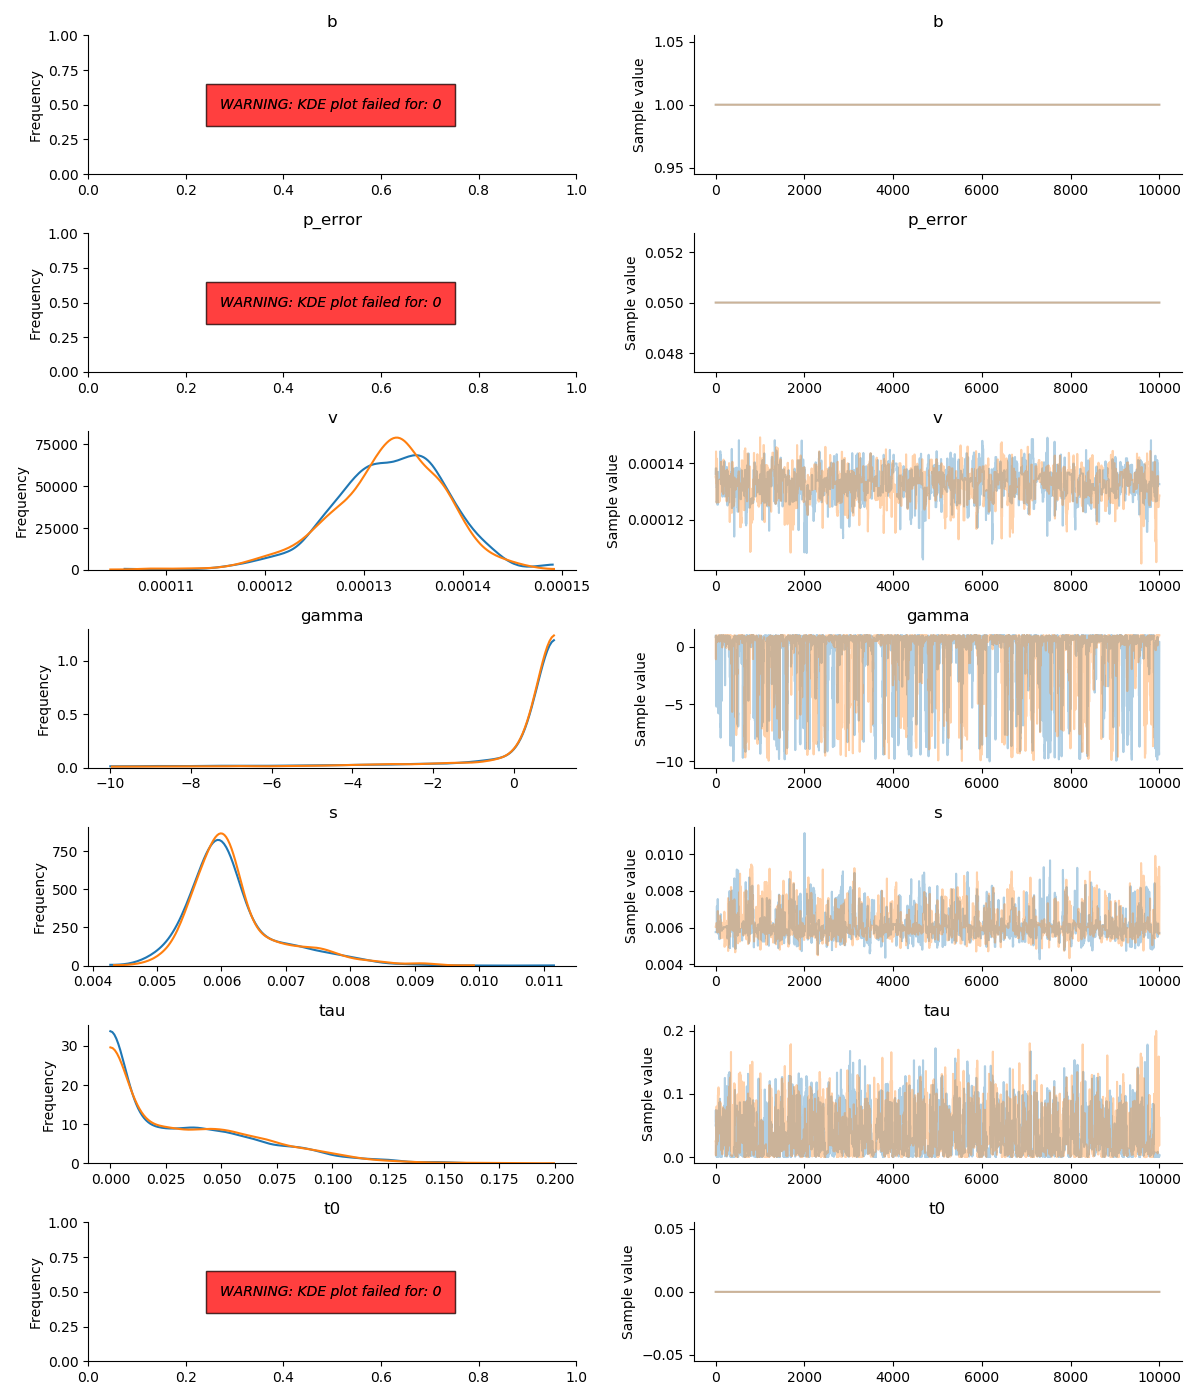 b
1.00
0.75
0.50
0.25
0.00
Frequency
WARNING: KDE plot failed for: 0
0.0 0.2 0.4 0.6 0.8 1.0
b
1.05
1.00
0.95
Sample value
0 2000 4000 6000 8000 10000
p_error
1.00
0.75
0.50
0.25
0.00
Frequency
WARNING: KDE plot failed for: 0
0.0 0.2 0.4 0.6 0.8 1.0
p_error
0.052
0.050
0.048
Sample value
0 2000 4000 6000 8000 10000
v
75000
50000
25000
0
Frequency
0.00011 0.00012 0.00013 0.00014 0.00015
v
0.00014
0.00012
Sample value
0 2000 4000 6000 8000 10000
gamma
1.0
0.5
0.0
Frequency
−10 −8 −6 −4 −2 0
gamma
0
−5
−10
Sample value
0 2000 4000 6000 8000 10000
s
750
500
250
0
Frequency
0.004 0.005 0.006 0.007 0.008 0.009 0.010 0.011
s
0.010
0.008
0.006
0.004
Sample value
0 2000 4000 6000 8000 10000
tau
30
20
10
0
Frequency
0.000 0.025 0.050 0.075 0.100 0.125 0.150 0.175 0.200
tau
0.2
0.1
0.0
Sample value
0 2000 4000 6000 8000 10000
t0
1.00
0.75
0.50
0.25
0.00
Frequency
WARNING: KDE plot failed for: 0
0.0 0.2 0.4 0.6 0.8 1.0
t0
0.05
0.00
−0.05
Sample value
0 2000 4000 6000 8000 10000